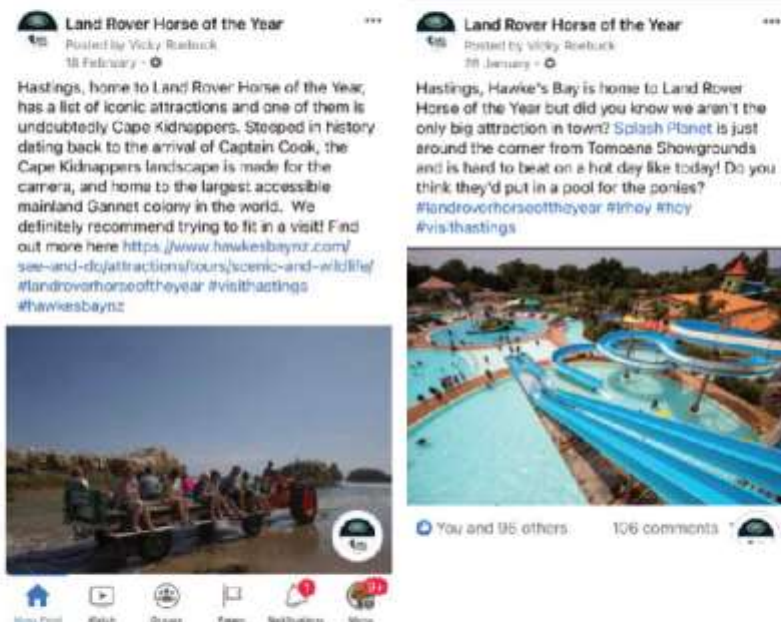 Land Rover Horse of the Year
Posted by Vicky Roebuck
18 February
Hastings, home to Land Rover Horse of the Year,
has a list of iconic attractions and one of them is
undoubtedly Cape Kidnappers. Steeped in history
dating back to the arrival of Captain Cook, the
Cape Kidnappers landscape is made for the
camera, and home to the largest accessible
mainland Gannet colony in the world. We
definitely recommend trying to fit in a visit! Find
out more here https://www.hawkesbaynz.com/
see-and-do/attractions/tours/scenic-and-wildlife/
#landroverhorseoftheyear #visithastings
#hawkesbaynz
9+
Watch
Groups
Notifications
Land Rover Horse of the Year
Posted by Vicky Roebuck
January
Hastings, Hawke's Bay is home to Land Rover
Horse of the Year but did you know we aren't the
only big attraction in town? Splash Planet is just
around the corner from Tomoana Showgrounds
and is hard to beat on a hot day like today! Do you
think they'd put in a pool for the ponies?
#landroverhorseoftheyear #lrhoy #hoy
#visithastings
You and 96 others
106 comments